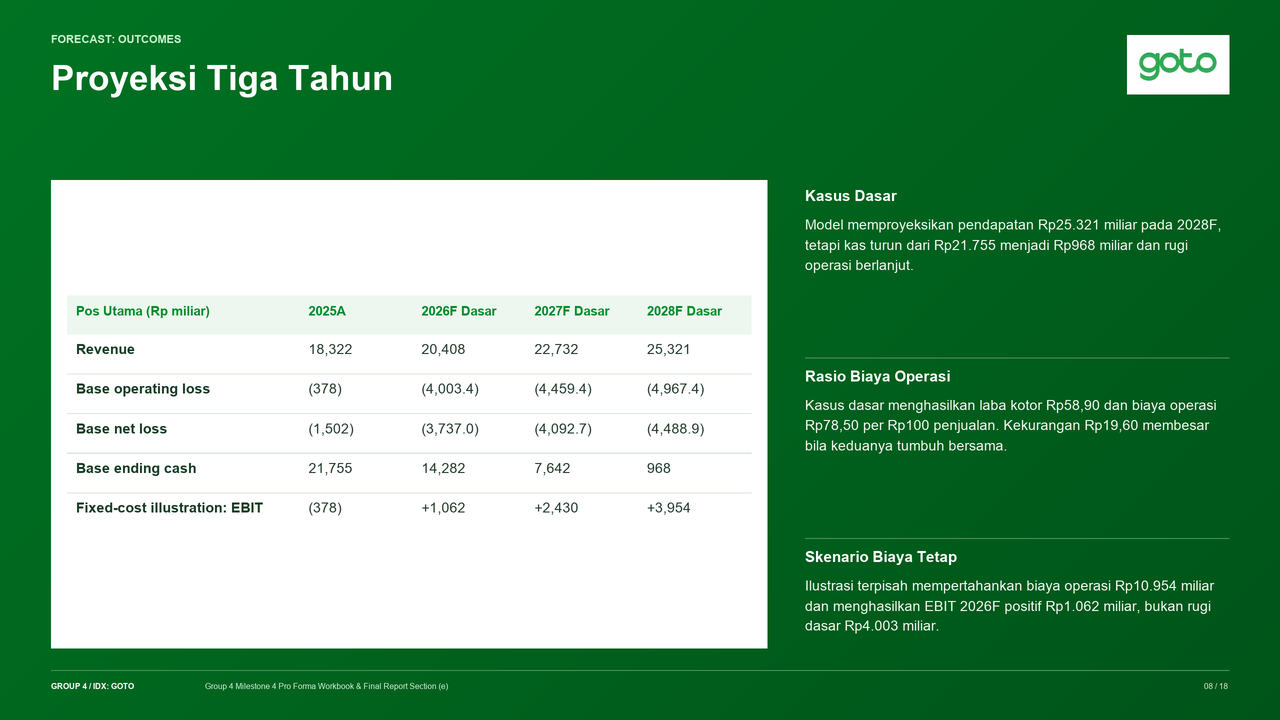 FORECAST: OUTCOMES
Proyeksi Tiga Tahun
goto
Pos Utama (Rp miliar) 2025A 2026F Dasar 2027F Dasar 2028F Dasar
Revenue 18,322 20,408 22,732 25,321
Base operating loss (378) (4,003.4) (4,459.4) (4,967.4)
Base net loss (1,502) (3,737.0) (4,092.7) (4,488.9)
Base ending cash 21,755 14,282 7,642 968
Fixed-cost illustration: EBIT (378) +1,062 +2,430 +3,954
Kasus Dasar
Model memproyeksikan pendapatan Rp25.321 miliar pada 2028F,
tetapi kas turun dari Rp21.755 menjadi Rp968 miliar dan rugi
operasi berlanjut.
Rasio Biaya Operasi
Kasus dasar menghasilkan laba kotor Rp58,90 dan biaya operasi
Rp78,50 per Rp100 penjualan. Kekurangan Rp19,60 membesar
bila keduanya tumbuh bersama.
Skenario Biaya Tetap
Ilustrasi terpisah mempertahankan biaya operasi Rp10.954 miliar
dan menghasilkan EBIT 2026F positif Rp1.062 miliar, bukan rugi
dasar Rp4.003 miliar.
GROUP 4 / IDX: GOTO Group 4 Milestone 4 Pro Forma Workbook & Final Report Section (e) 08 / 18